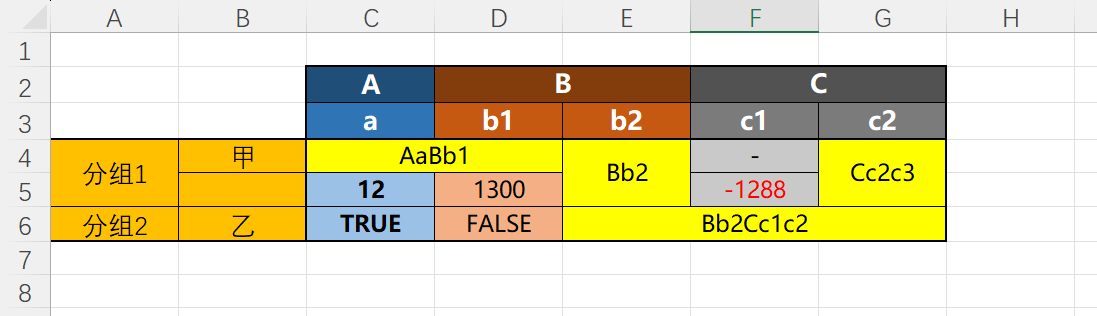 A B C D E F G H
1
2 A B C
3 a b1 b2 c1 c2
4 分组1 甲 AaBb1 Bb2 - Cc2c3
5 12 1300 -1288
6 分组2 乙 TRUE FALSE Bb2Cc1c2
7
8